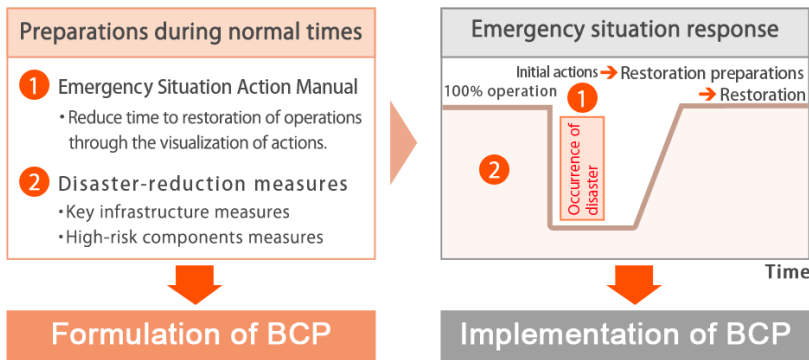 Preparations during normal times
1 Emergency Situation Action Manual
・Reduce time to restoration of operations
through the visualization of actions.
2 Disaster-reduction measures
・Key infrastructure measures
・High-risk components measures
Formulation of BCP
Emergency situation response
Initial actions → Restoration preparations
→ Restoration
100% operation
1
2
Occurrence of
disaster
Time
Implementation of BCP